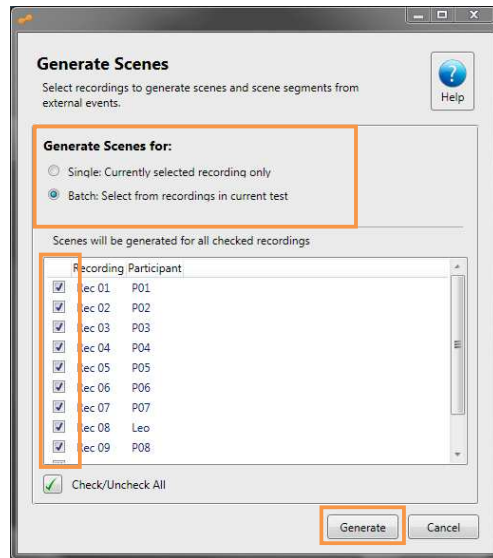 Generate Scenes
Select recordings to generate scenes and scene segments from
external events.
Help
Generate Scenes for:
Single: Currently selected recording only
Batch: Select from recordings in current test
Scenes will be generated for all checked recordings
Recording Participant
Rec 01 P01
Rec 02 P02
Rec 03 P03
Rec 04 P04
Rec 05 P05
Rec 06 P06
Rec 07 P07
Rec 08 Leo
Rec 09 P08
Check/Uncheck All
Generate Cancel